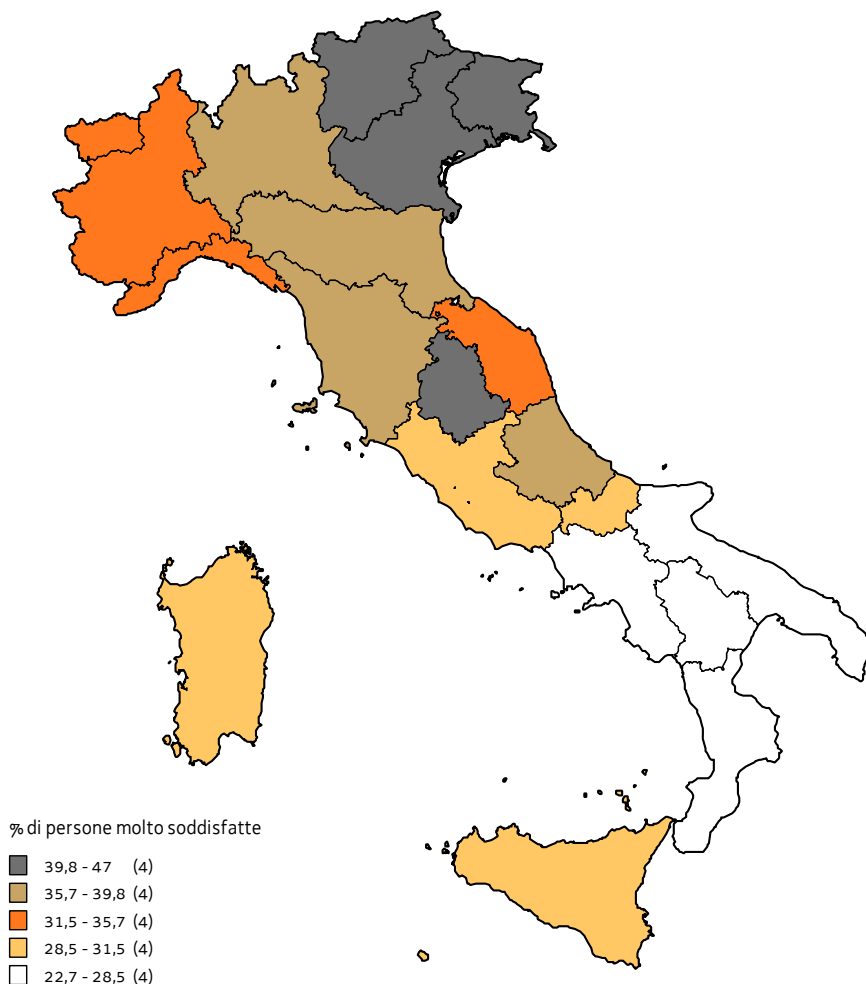 % di persone molto soddisfatte
39,8 - 47 (4)
35,7 - 39,8 (4)
31,5 - 35,7 (4)
28,5 - 31,5 (4)
22,7 - 28,5 (4)